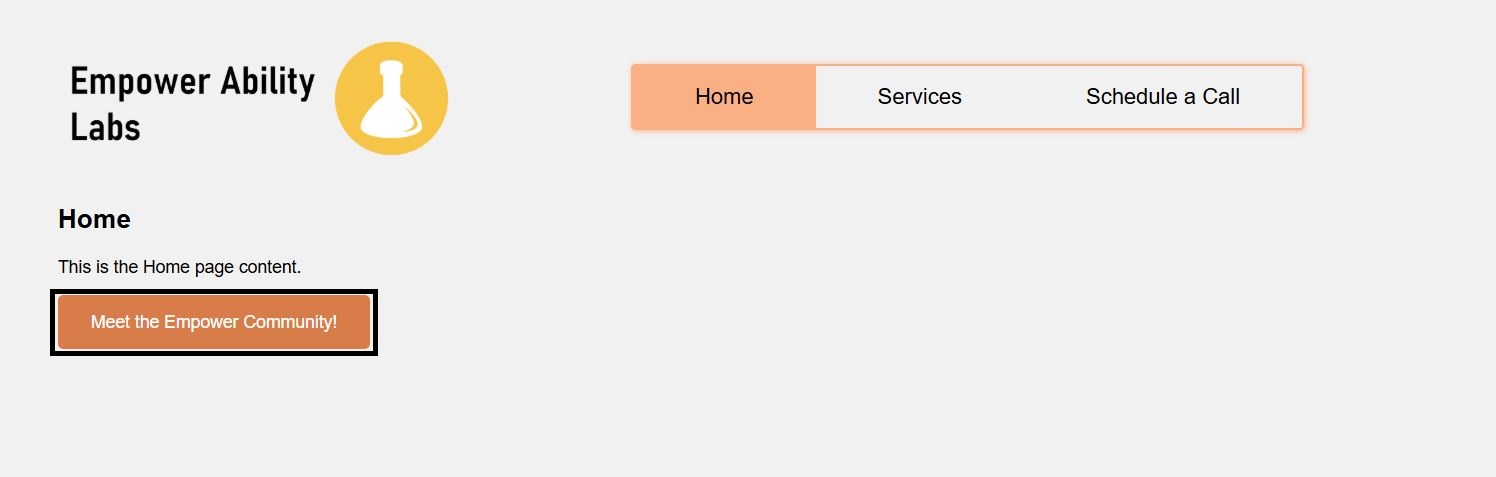 Empower Ability
Labs
Home
Services
Schedule a Call
Home
This is the Home page content.
Meet the Empower Community!